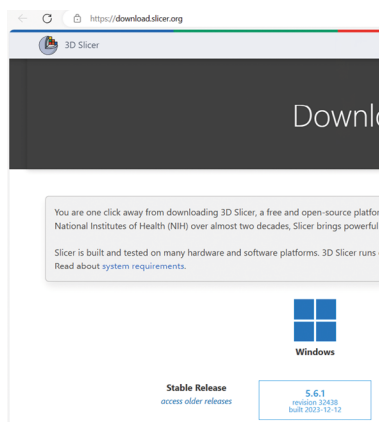 https://download.slicer.org
3D Slicer
You are one click away from downloading 3D Slicer, a free and open-source
National Institutes of Health (NIH) over almost two decades, Slicer brings powerful
Slicer is built and tested on many hardware and software platforms. 3D Slicer runs
Read about system requirements.
Windows
Stable Release
access older releases
5.6.1
revision 32438
built 2023-12-12